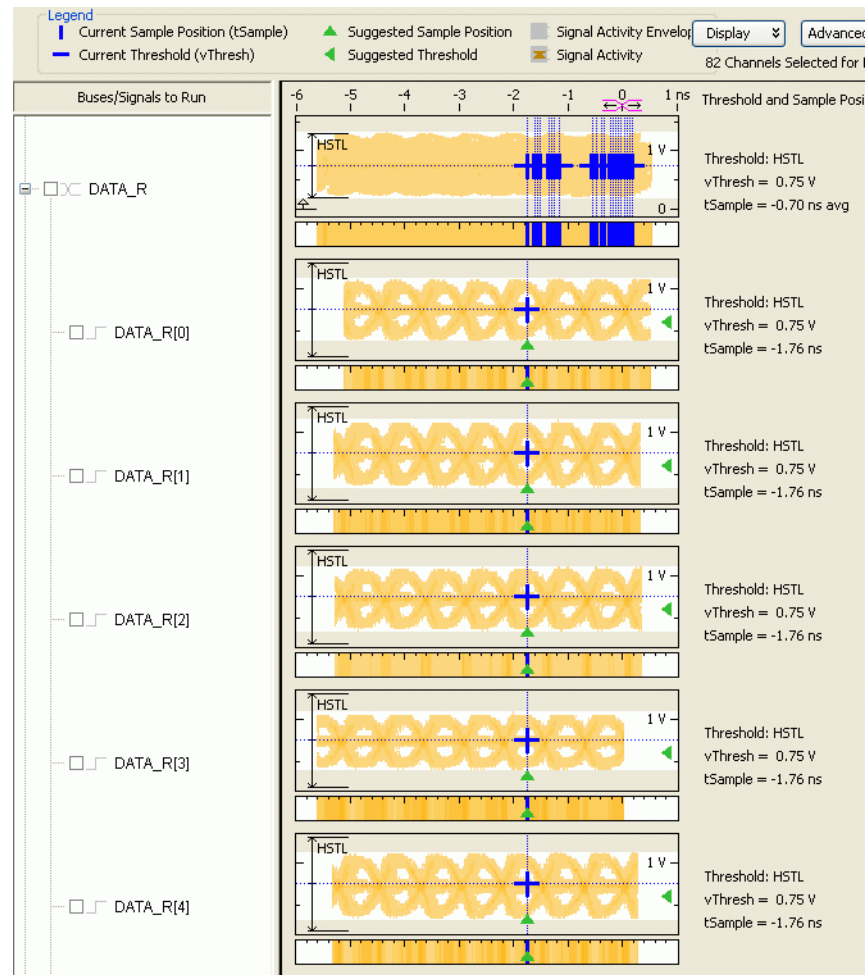 Legend
Current Sample Position (tSample)
Suggested Sample Position
Signal Activity Envelop
Display
Advanced
Current Threshold (vThresh)
Suggested Threshold
Signal Activity
82 Channels Selected for
Buses/Signals to Run
-6 -5 -4 -3 -2 -1 0 1 ns
Threshold and Sample Posi
HSTL
1 V
0
DATA_R
Threshold: HSTL
vThresh = 0.75 V
tSample = -0.70 ns avg
HSTL
1 V
DATA_R[0]
Threshold: HSTL
vThresh = 0.75 V
tSample = -1.76 ns
HSTL
1 V
DATA_R[1]
Threshold: HSTL
vThresh = 0.75 V
tSample = -1.76 ns
HSTL
1 V
DATA_R[2]
Threshold: HSTL
vThresh = 0.75 V
tSample = -1.76 ns
HSTL
1 V
DATA_R[3]
Threshold: HSTL
vThresh = 0.75 V
tSample = -1.76 ns
HSTL
1 V
DATA_R[4]
Threshold: HSTL
vThresh = 0.75 V
tSample = -1.76 ns